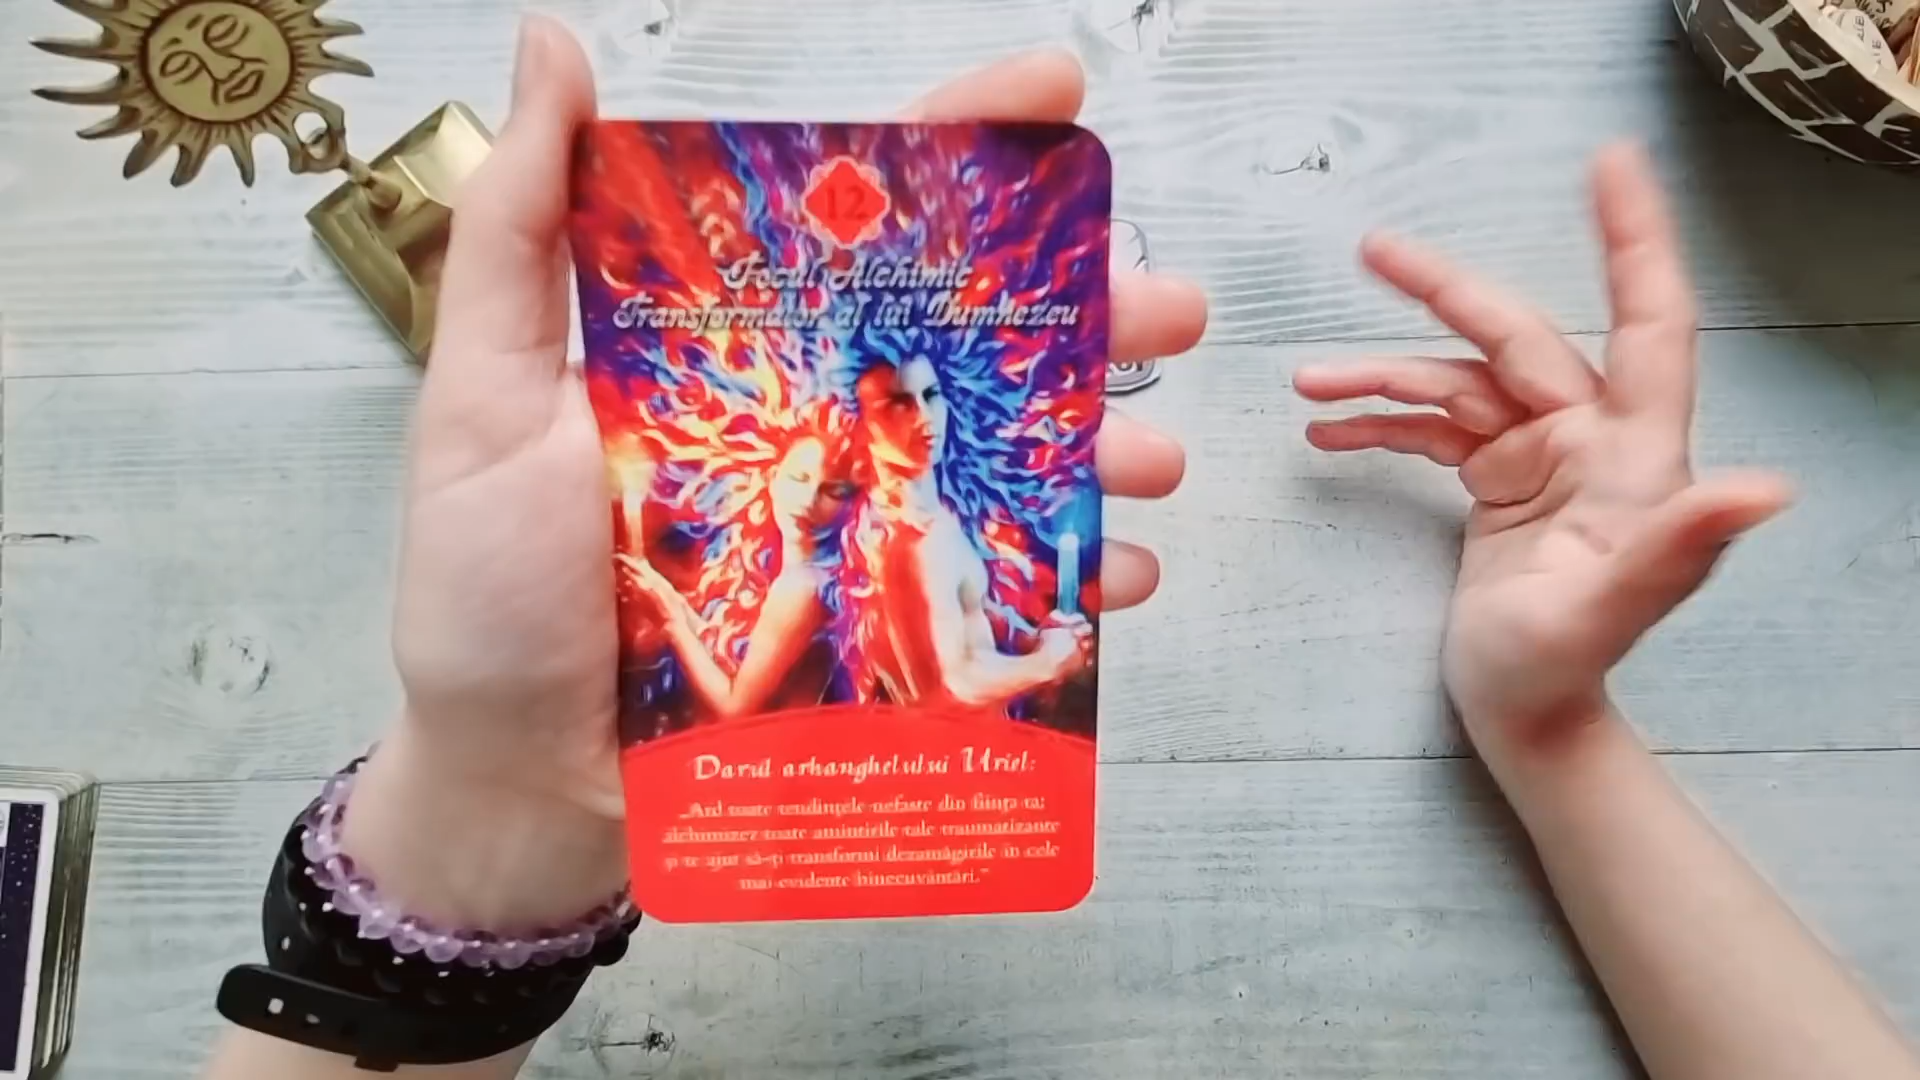 12
Focul Alchimic
Transformator al lui Dumnezeu
Darul arhanghelului Uriel:
„Ard toate tendințele nefaste din ființa ta;
alchimizez toate amintirile tale traumatizante
și te ajut să-ți transformi dezamăgirile în cele
mai evidente binecuvântări.”